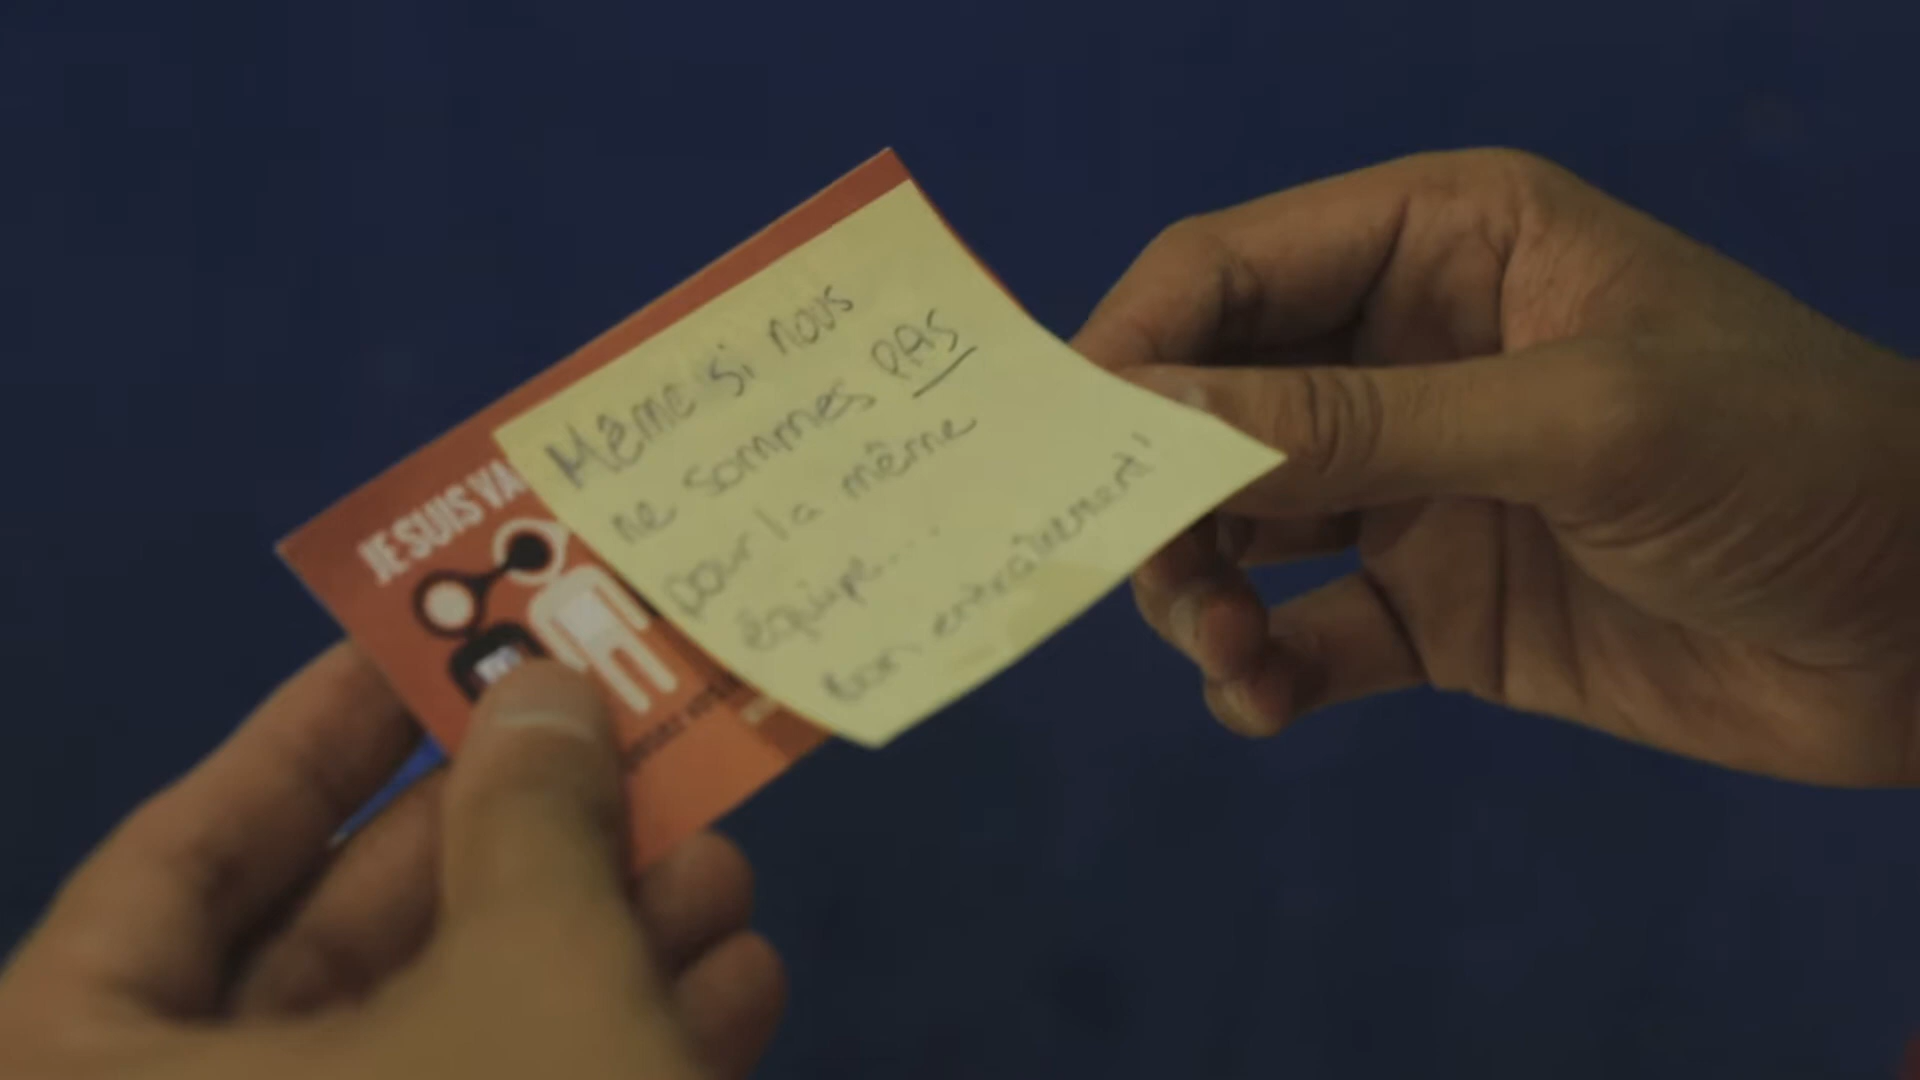 Même si nous
ne sommes PAS
pour la même
équipe...
bon entraînement!
JE SUIS VA